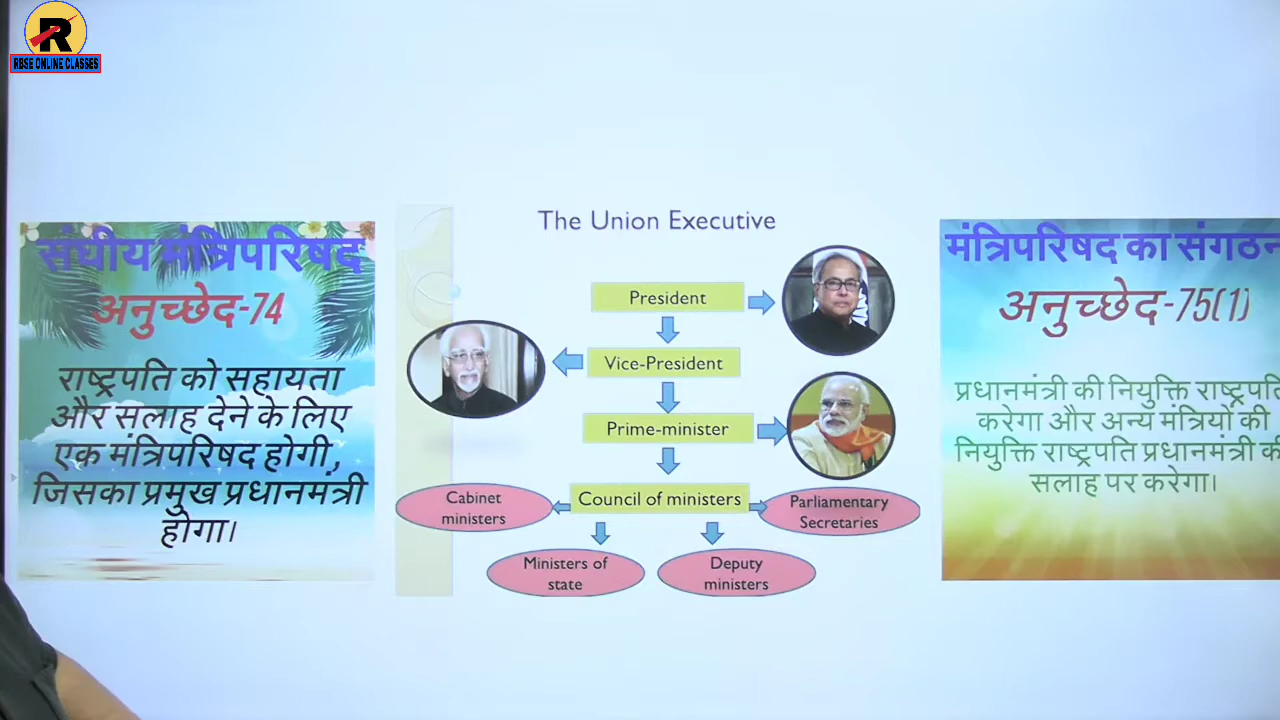 R
RBSE ONLINE CLASSES
संघीय मंत्रिपरिषद
अनुच्छेद-74
राष्ट्रपति को सहायता
और सलाह देने के लिए
एक मंत्रिपरिषद होगी,
जिसका प्रमुख प्रधानमंत्री
होगा।
The Union Executive
President
Vice-President
Prime-minister
Council of ministers
Cabinet
ministers
Parliamentary
Secretaries
Ministers of
state
Deputy
ministers
मंत्रिपरिषद का संगठन
अनुच्छेद-75(1)
प्रधानमंत्री की नियुक्ति राष्ट्रपति
करेगा और अन्य मंत्रियों की
नियुक्ति राष्ट्रपति प्रधानमंत्री की
सलाह पर करेगा।